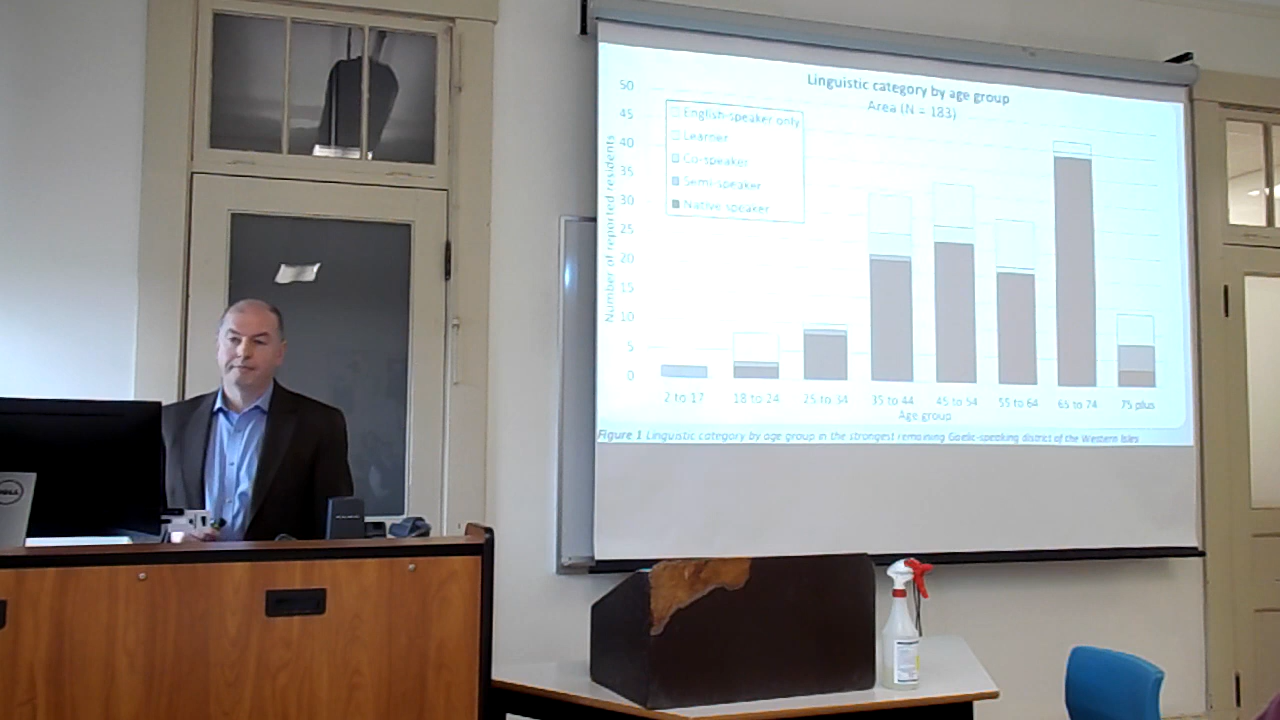 Linguistic category by age group
Area (N = 183)
50
45
40
35
30
25
20
15
10
5
0
Number of reported residents
English-speaker only
Learner
Co-speaker
Semi-speaker
Native-speaker
2 to 17 18 to 24 25 to 34 35 to 44 45 to 54 55 to 64 65 to 74 75 plus
Age group
Figure 1 Linguistic category by age group in the strongest remaining Gaelic-speaking district of the Western Isles
DELL